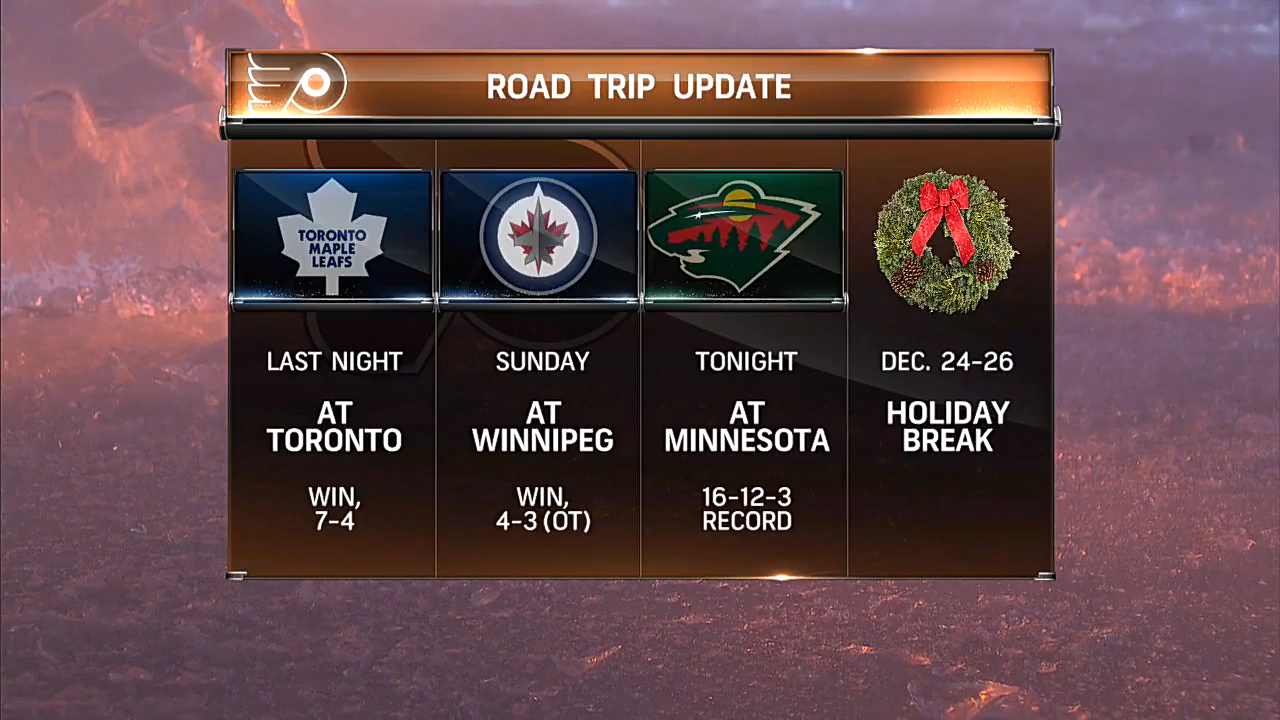 ROAD TRIP UPDATE
TORONTO
MAPLE
LEAFS
LAST NIGHT
AT
TORONTO
WIN,
7-4
SUNDAY
AT
WINNIPEG
WIN,
4-3 (OT)
TONIGHT
AT
MINNESOTA
16-12-3
RECORD
DEC. 24-26
HOLIDAY
BREAK